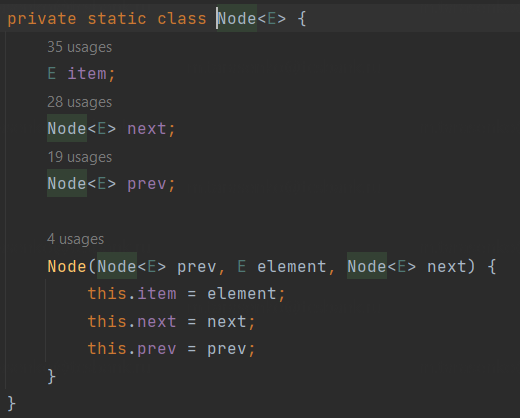 private static class Node<E> {
35 usages
E item;
28 usages
Node<E> next;
19 usages
Node<E> prev;
4 usages
Node(Node<E> prev, E element, Node<E> next) {
this.item = element;
this.next = next;
this.prev = prev;
}
}